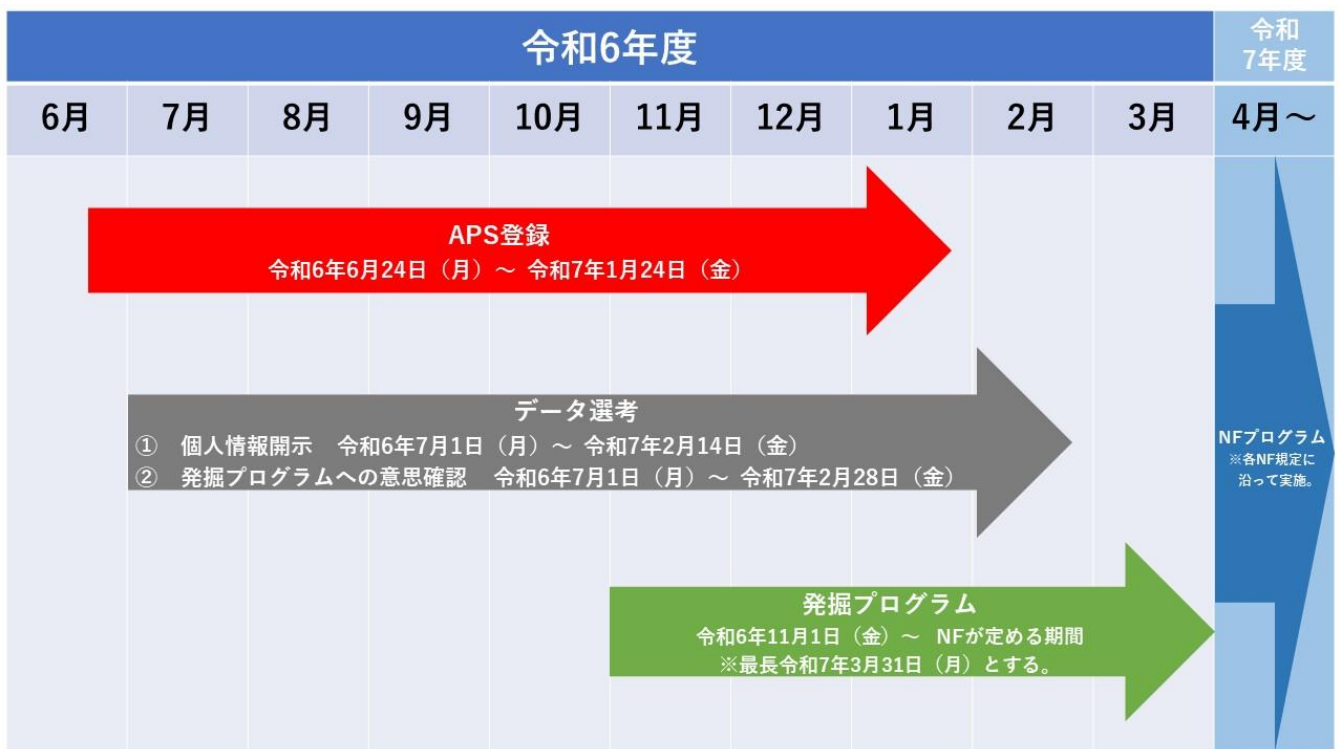 令和6年度
令和
7年度
6月 7月 8月 9月 10月 11月 12月 1月 2月 3月 4月～
APS登録
令和6年6月24日（月）～ 令和7年1月24日（金）
データ選考
① 個人情報開示 令和6年7月1日（月）～ 令和7年2月14日（金）
② 発掘プログラムへの意思確認 令和6年7月1日（月）～ 令和7年2月28日（金）
NFプログラム
※各NF規定に
沿って実施。
発掘プログラム
令和6年11月1日（金）～ NFが定める期間
※最長令和7年3月31日（月）とする。